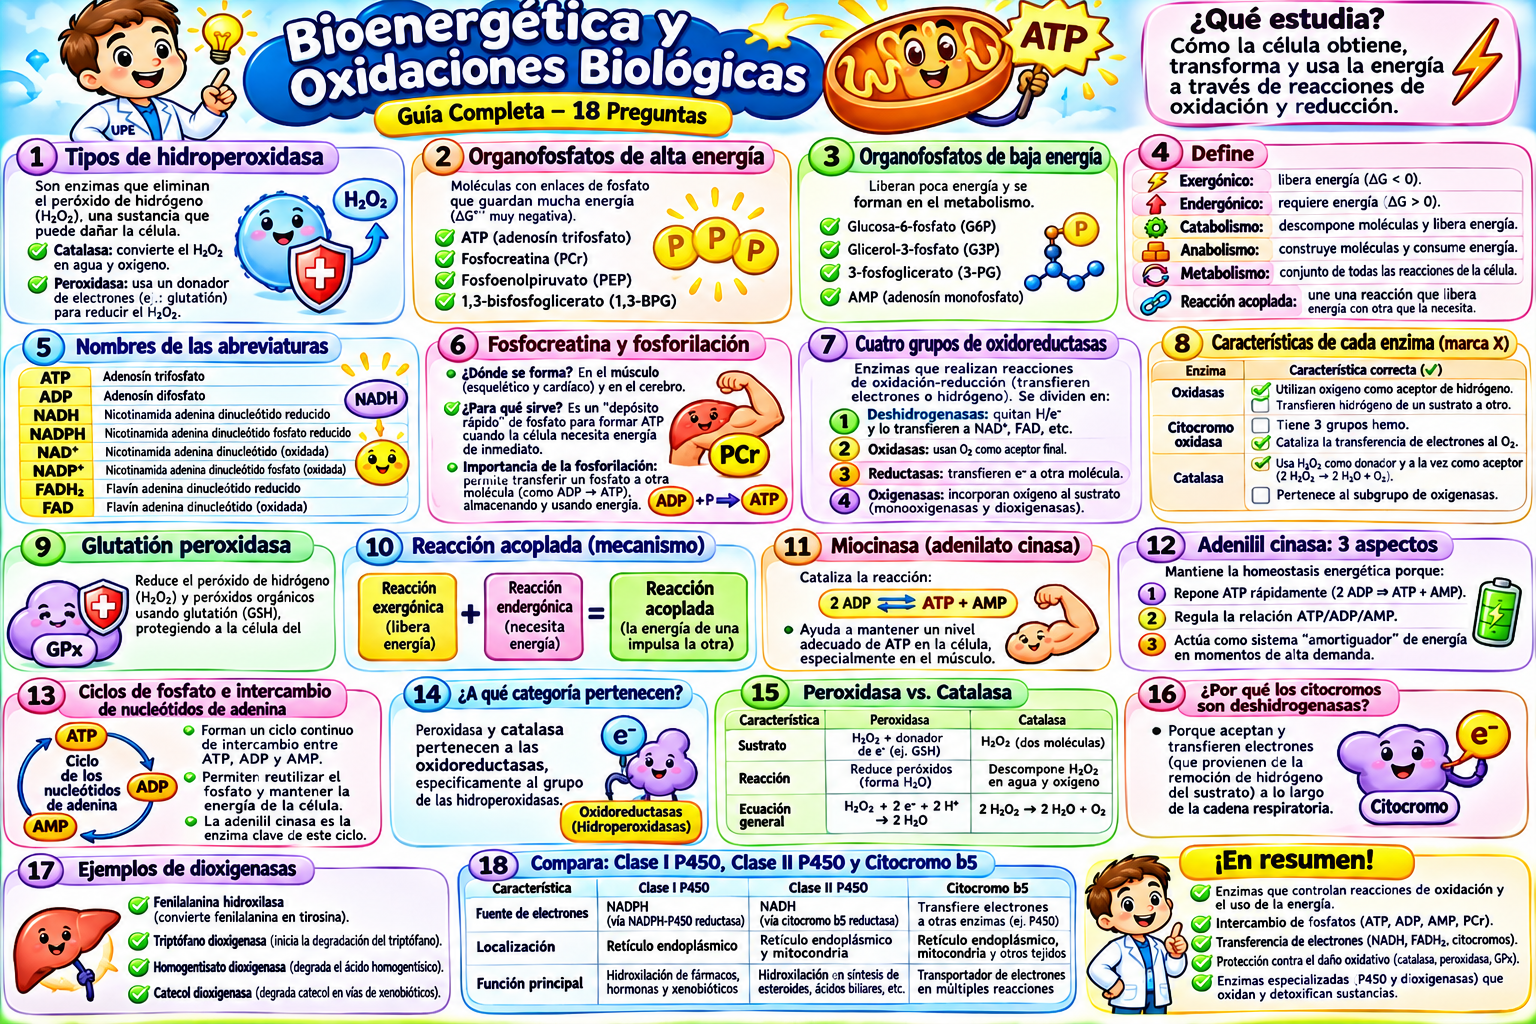 Bioenergética y
Oxidaciones Biológicas
Guía Completa – 18 Preguntas
UPE
ATP
¿Qué estudia?
Cómo la célula obtiene,
transforma y usa la energía
a través de reacciones de
oxidación y reducción.
1 Tipos de hidroperoxidasa
Son enzimas que eliminan
el peróxido de hidrógeno
(H₂O₂), una sustancia que
puede dañar la célula.
Catalasa: convierte el H₂O₂
en agua y oxígeno.
Peroxidasa: usa un donador
de electrones (ej.: glutatión)
para reducir el H₂O₂.
H₂O₂
2 Organofosfatos de alta energía
Moléculas con enlaces de fosfato
que guardan mucha energía
(ΔG°'' muy negativa).
ATP (adenosín trifosfato)
Fosfocreatina (PCr)
Fosfoenolpiruvato (PEP)
1,3-bisfosfoglicerato (1,3-BPG)
P P P
3 Organofosfatos de baja energía
Liberan poca energía y se
forman en el metabolismo.
Glucosa-6-fosfato (G6P)
Glicerol-3-fosfato (G3P)
3-fosfoglicerato (3-PG)
AMP (adenosín monofosfato)
P
4 Define
Exergónico: libera energía (ΔG < 0).
Endergónico: requiere energía (ΔG > 0).
Catabolismo: descompone moléculas y libera energía.
Anabolismo: construye moléculas y consume energía.
Metabolismo: conjunto de todas las reacciones de la célula.
Reacción acoplada: une una reacción que libera
energía con otra que la necesita.
5 Nombres de las abreviaturas
ATP Adenosín trifosfato
ADP Adenosín difosfato
NADH Nicotinamida adenina dinucleótido reducido
NADPH Nicotinamida adenina dinucleótido fosfato reducido
NAD⁺ Nicotinamida adenina dinucleótido (oxidada)
NADP⁺ Nicotinamida adenina dinucleótido fosfato (oxidada)
FADH₂ Flavín adenina dinucleótido reducido
FAD Flavín adenina dinucleótido (oxidada)
NADH
6 Fosfocreatina y fosforilación
¿Dónde se forma? En el músculo
(esquelético y cardíaco) y en el cerebro.
¿Para qué sirve? Es un "depósito
rápido" de fosfato para formar ATP
cuando la célula necesita energía
de inmediato.
Importancia de la fosforilación:
permite transferir un fosfato a otra
molécula (como ADP → ATP).
almacenando y usando energía.
PCr
ADP +P → ATP
7 Cuatro grupos de oxidoreductasas
Enzimas que realizan reacciones
de oxidación-reducción (transfieren
electrones o hidrógeno). Se dividen en:
1 Deshidrogenasas: quitan H/e⁻
y lo transfieren a NAD⁺, FAD, etc.
2 Oxidasas: usan O₂ como aceptor final.
3 Reductasas: transfieren e⁻ a otra molécula.
4 Oxigenasas: incorporan oxígeno al sustrato
(monooxigenasas y dioxigenasas).
8 Características de cada enzima (marca X)
Enzima Característica correcta (✓)
Oxidasas Utilizan oxígeno como aceptor de hidrógeno.
Transfieren hidrógeno de un sustrato a otro.
Citocromo oxidasa Tiene 3 grupos hemo.
Cataliza la transferencia de electrones al O₂.
Catalasa Usa H₂O₂ como donador y a la vez como aceptor
(2 H₂O₂ → 2 H₂O + O₂).
Pertenece al subgrupo de oxigenasas.
9 Glutatión peroxidasa
Reduce el peróxido de hidrógeno
(H₂O₂) y peróxidos orgánicos
usando glutatión (GSH),
protegiendo a la célula del
GPx
10 Reacción acoplada (mecanismo)
Reacción exergónica (libera energía)
+
Reacción endergónica (necesita energía)
=
Reacción acoplada (la energía de una impulsa la otra)
11 Miocinasa (adenilato cinasa)
Cataliza la reacción:
2 ADP ⇄ ATP + AMP
Ayuda a mantener un nivel
adecuado de ATP en la célula,
especialmente en el músculo.
12 Adenilil cinasa: 3 aspectos
Mantiene la homeostasis energética porque:
1 Repone ATP rápidamente (2 ADP ⇒ ATP + AMP).
2 Regula la relación ATP/ADP/AMP.
3 Actúa como sistema "amortiguador" de energía
en momentos de alta demanda.
13 Ciclos de fosfato e intercambio
de nucleótidos de adenina
ATP
Ciclo
de los
nucleótidos
de adenina
ADP
AMP
Forman un ciclo continuo
de intercambio entre
ATP, ADP y AMP.
Permiten reutilizar el
fosfato y mantener la
energía de la célula.
La adenilil cinasa es la
enzima clave de este ciclo.
14 ¿A qué categoría pertenecen?
Peroxidasa y catalasa
pertenecen a las
oxidoreductasas,
específicamente al grupo
de las hidroperoxidasas.
e⁻
Oxidoreductasas
(Hidroperoxidasas)
15 Peroxidasa vs. Catalasa
Característica Peroxidasa Catalasa
Sustrato H₂O₂ + donador de e⁻ (ej. GSH) H₂O₂ (dos moléculas)
Reacción Reduce peróxidos (forma H₂O) Descompone H₂O₂ en agua y oxígeno
Ecuación general H₂O₂ + 2 e⁻ + 2 H⁺ → 2 H₂O 2 H₂O₂ → 2 H₂O + O₂
16 ¿Por qué los citocromos
son deshidrogenasas?
Porque aceptan y
transfieren electrones
(que provienen de la
remoción de hidrógeno
del sustrato) a lo largo
de la cadena respiratoria.
e⁻
Citocromo
17 Ejemplos de dioxigenasas
Fenilalanina hidroxilasa
(convierte fenilalanina en tirosina).
Triptófano dioxigenasa (inicia la degradación del triptófano).
Homogentisato dioxigenasa (degrada el ácido homogentísico).
Catecol dioxigenasa (degrada catecol en vías de xenobióticos).
18 Compara: Clase I P450, Clase II P450 y Citocromo b5
Característica Clase I P450 Clase II P450 Citocromo b5
Fuente de electrones NADPH (vía NADPH-P450 reductasa) NADH (vía citocromo b5 reductasa) Transfiere electrones a otras enzimas (ej. P450)
Localización Retículo endoplásmico Retículo endoplásmico y mitocondria Retículo endoplásmico, mitocondria y otros tejidos
Función principal Hidroxilación de fármacos, hormonas y xenobióticos Hidroxilación en síntesis de esteroides, ácidos biliares, etc. Transportador de electrones en múltiples reacciones
¡En resumen!
Enzimas que controlan reacciones de oxidación y
el uso de la energía.
Intercambio de fosfatos (ATP, ADP, AMP, PCr).
Transferencia de electrones (NADH, FADH₂, citocromos).
Protección contra el daño oxidativo (catalasa, peroxidasa, GPx).
Enzimas especializadas (P450 y dioxigenasas) que
oxidan y detoxifican sustancias.